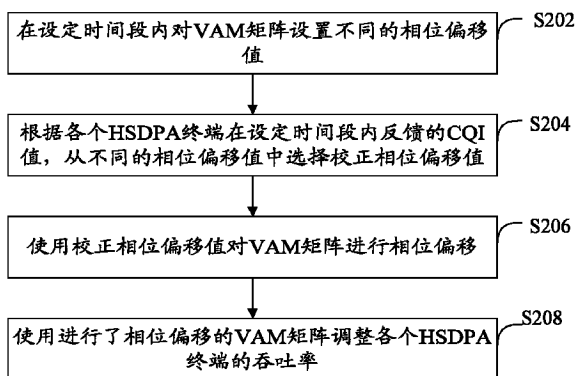 在设定时间段内对VAM矩阵设置不同的相位偏移
值
S202
根据各个HSDPA终端在设定时间段内反馈的CQI
值，从不同的相位偏移值中选择校正相位偏移值
S204
使用校正相位偏移值对VAM矩阵进行相位偏移
S206
使用进行了相位偏移的VAM矩阵调整各个HSDPA
终端的吞吐率
S208